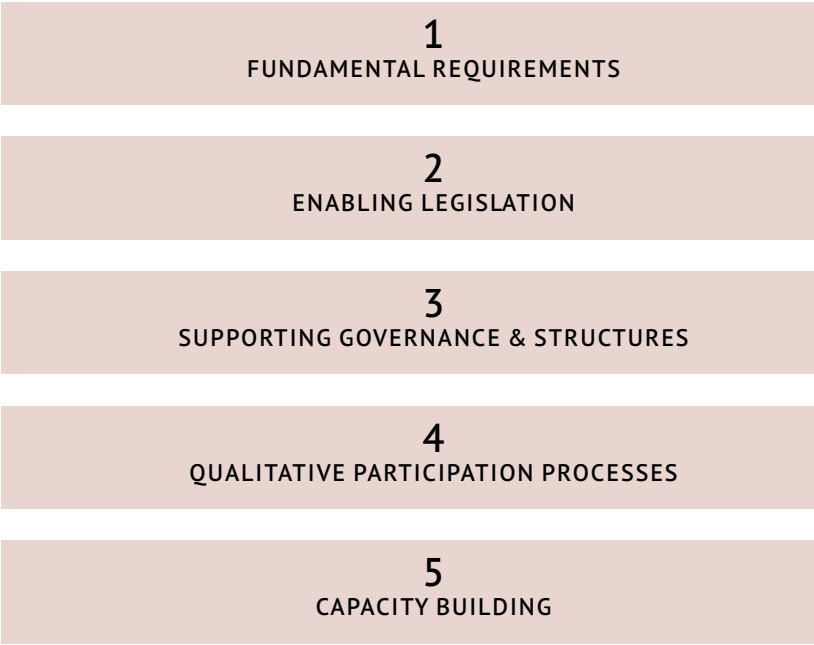 1
FUNDAMENTAL REQUIREMENTS
2
ENABLING LEGISLATION
3
SUPPORTING GOVERNANCE & STRUCTURES
4
QUALITATIVE PARTICIPATION PROCESSES
5
CAPACITY BUILDING